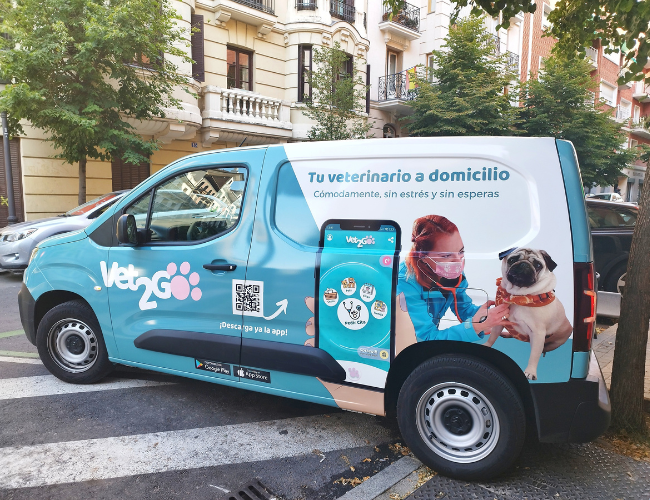 Tu veterinario a domicilio
Cómodamente, sin estrés y sin esperas
Vet2Go
Vet2Go
¡Descarga ya la app!
Google Play
App Store